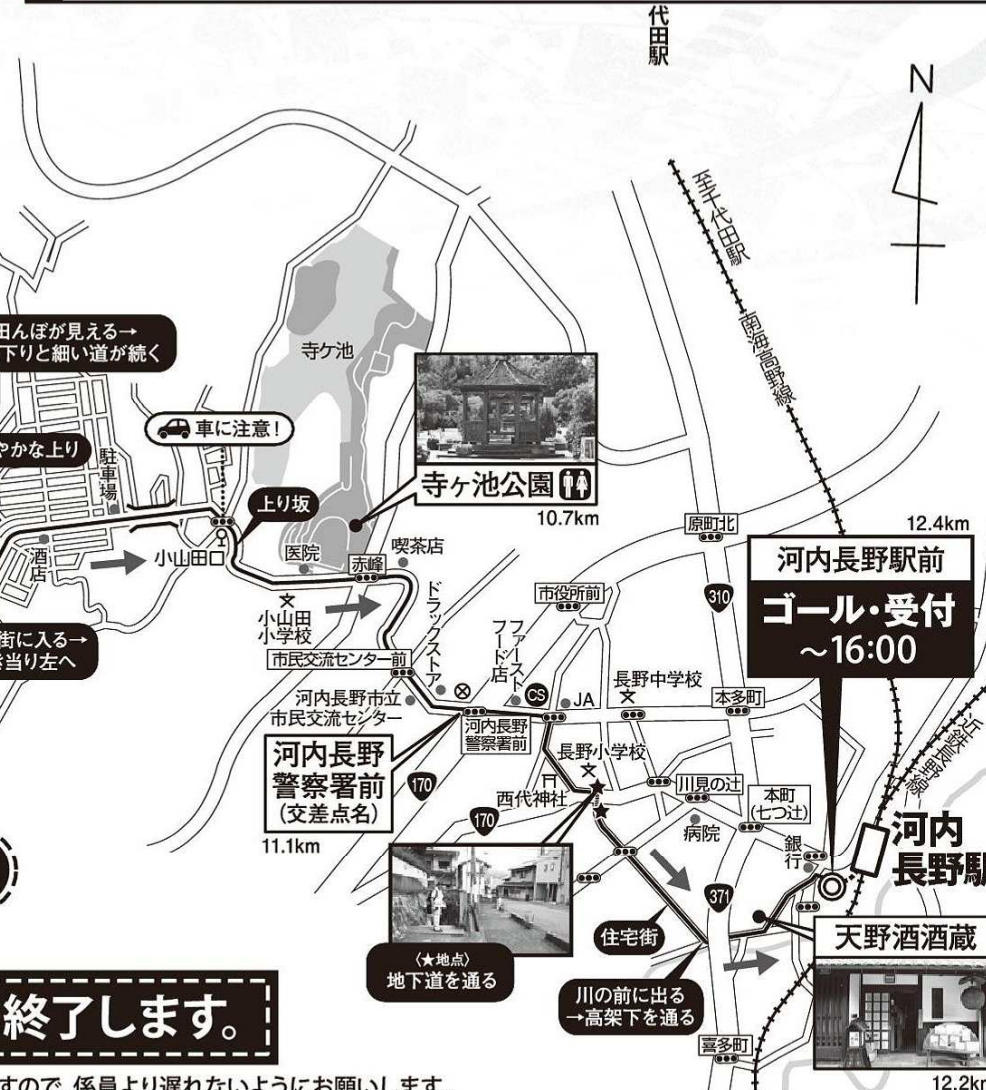 代田駅
N
至千代田駅
南海高野線
田んぼが見える→
下りと細い道が続く
寺ケ池
車に注意!
やかな上り
駐車場
上り坂
寺ヶ池公園
10.7km
酒店
小山田口
医院
赤峰
喫茶店
小山田
小学校
ドラックストア
原町北
12.4km
河内長野駅前
ゴール・受付
~16:00
市役所前
310
街に入る→
き当り左へ
市民交流センター前
ファースト
フード店
CS
JA
長野中学校
本多町
河内長野市立
市民交流センター
河内長野
警察署前
河内長野
警察署前
(交差点名)
11.1km
170
170
長野小学校
西代神社
川見の辻
本町
(七つ辻)
病院
銀行
近鉄長野線
河内
長野駅
371
〈★地点〉
地下道を通る
住宅街
川の前に出る
→高架下を通る
天野酒酒蔵
喜多町
12.2km
終了します。
すので、係員より遅れないようにお願いします。